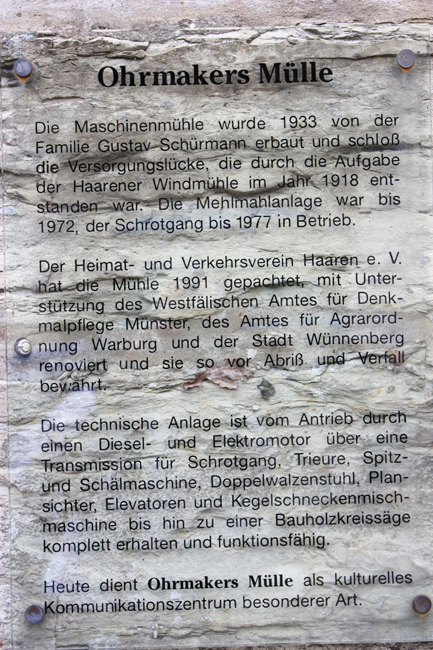 Ohrmakers Mülle
Die Maschinenmühle wurde 1933 von der
Familie Gustav Schürmann erbaut und schloß
die Versorgungslücke, die durch die Aufgabe
der Haarener Windmühle im Jahr 1918 ent-
standen war. Die Mehlmahlanlage war bis
1972, der Schrotgang bis 1977 in Betrieb.
Der Heimat- und Verkehrsverein Haaren e. V.
hat die Mühle 1991 gepachtet, mit Unter-
stützung des Westfälischen Amtes für Denk-
malpflege Münster, des Amtes für Agrarord-
nung Warburg und der Stadt Wünnenberg
renoviert und sie so vor Abriß und Verfall
bewahrt.
Die technische Anlage ist vom Antrieb durch
einen Diesel- und Elektromotor über eine
Transmission für Schrotgang, Trieure, Spitz-
und Schälmaschine, Doppelwalzenstuhl, Plan-
sichter, Elevatoren und Kegelschneckenmisch-
maschine bis hin zu einer Bauholzkreissäge
komplett erhalten und funktionsfähig.
Heute dient Ohrmakers Mülle als kulturelles
Kommunikationszentrum besonderer Art.